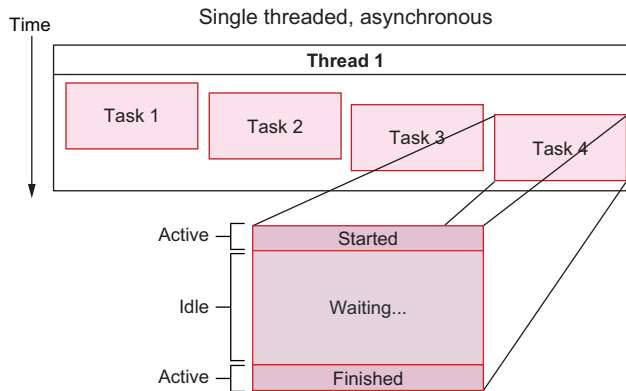 Single threaded, asynchronous
Time
Thread 1
Task 1
Task 2
Task 3
Task 4
Active
Started
Idle
Waiting...
Active
Finished